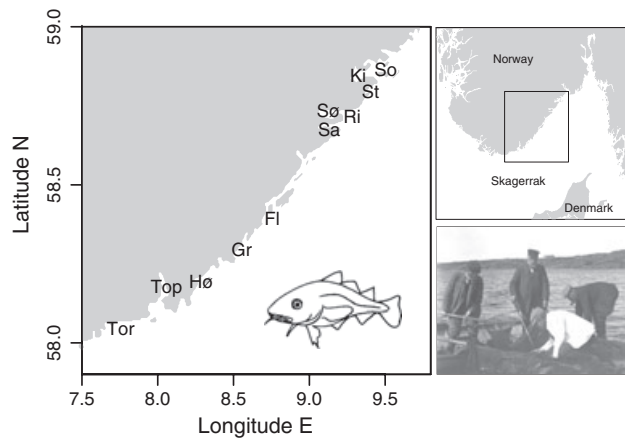 59.0
58.5
58.0
Latitude N
7.5 8.0 8.5 9.0 9.5
Longitude E
Ki So
St
Sø Ri
Sa
Fl
Gr
Top Hø
Tor
Norway
Skagerrak
Denmark